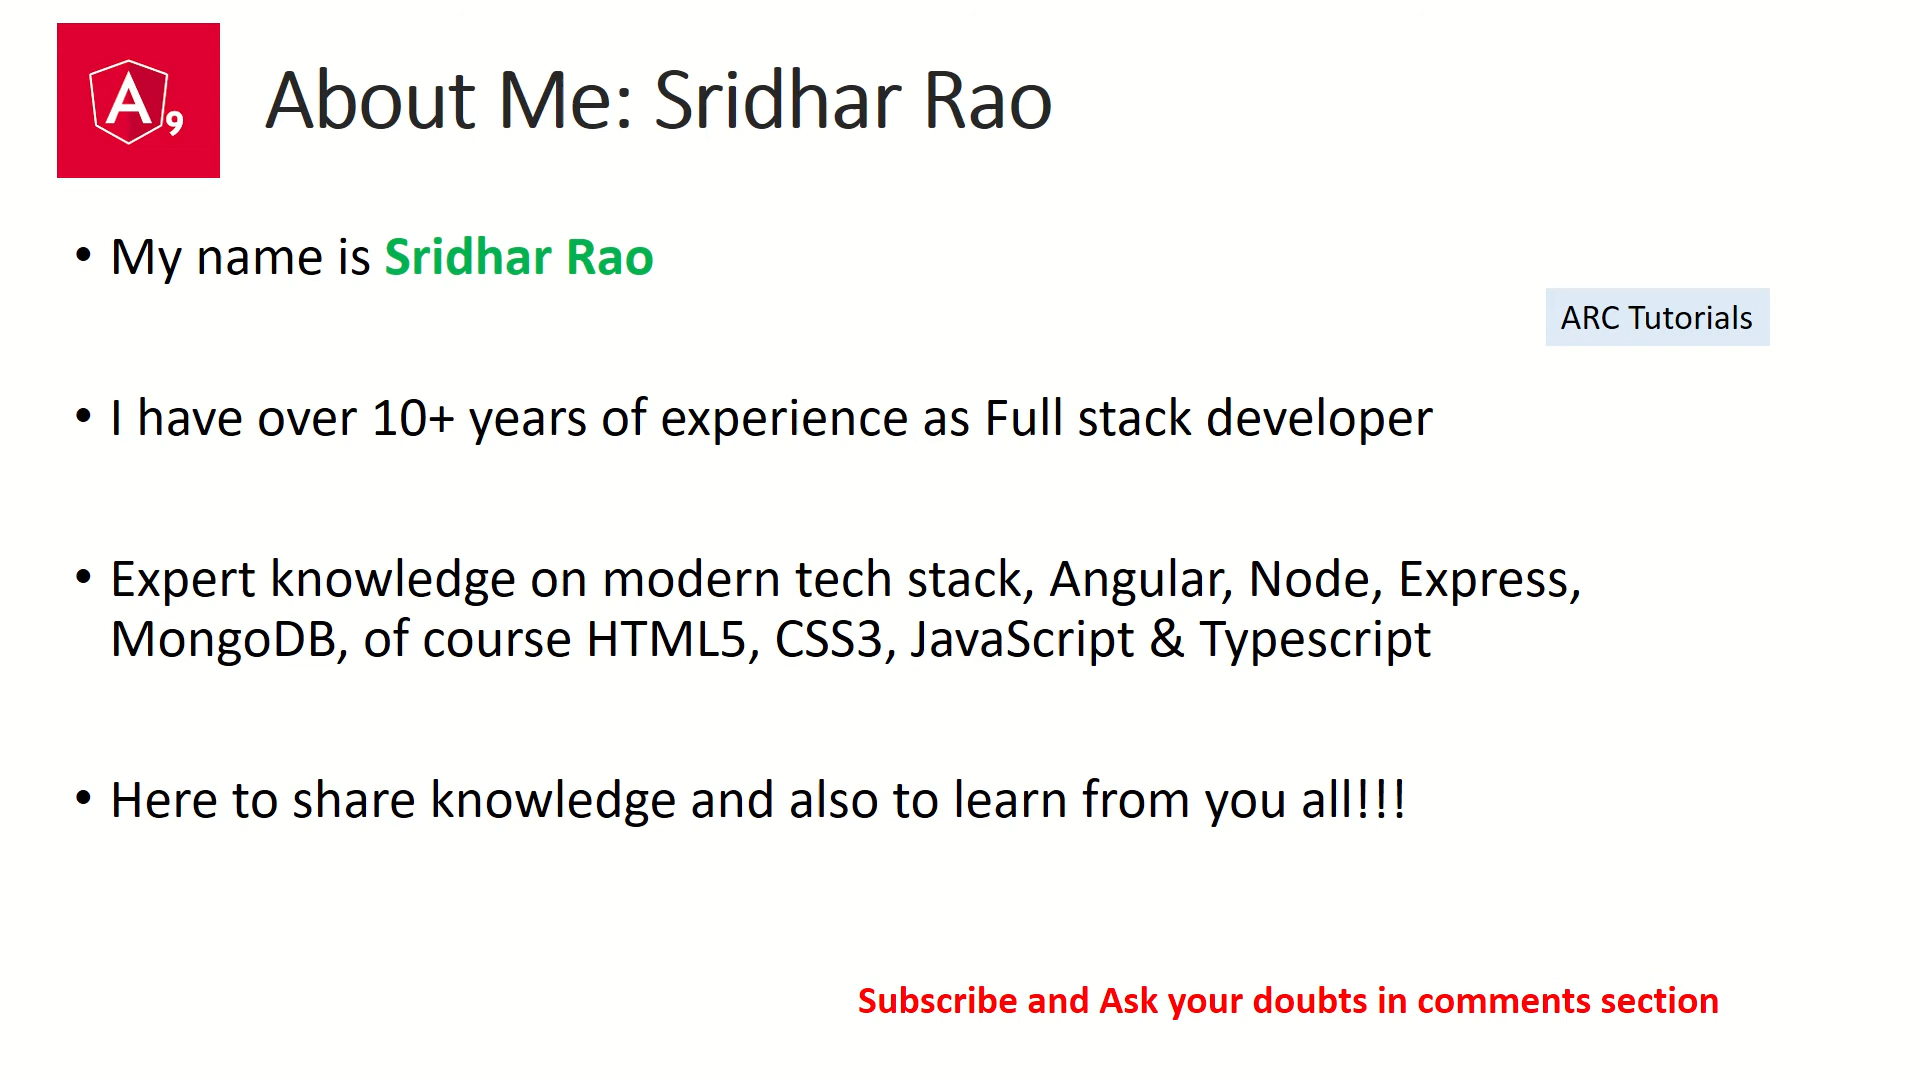 A 9
About Me: Sridhar Rao
• My name is Sridhar Rao
ARC Tutorials
• I have over 10+ years of experience as Full stack developer
• Expert knowledge on modern tech stack, Angular, Node, Express,
MongoDB, of course HTML5, CSS3, JavaScript & Typescript
• Here to share knowledge and also to learn from you all!!!
Subscribe and Ask your doubts in comments section